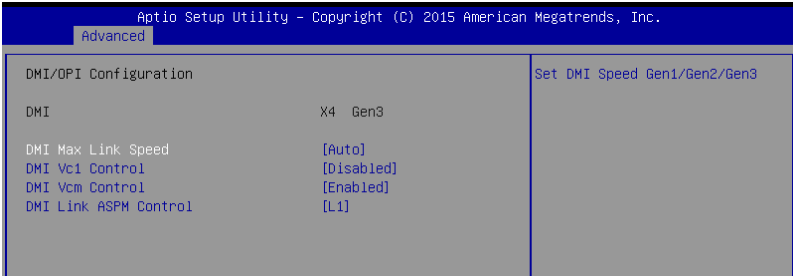 Aptio Setup Utility – Copyright (C) 2015 American Megatrends, Inc.
Advanced
DMI/OPI Configuration
Set DMI Speed Gen1/Gen2/Gen3
DMI X4 Gen3
DMI Max Link Speed [Auto]
DMI Vc1 Control [Disabled]
DMI Vcm Control [Enabled]
DMI Link ASPM Control [L1]